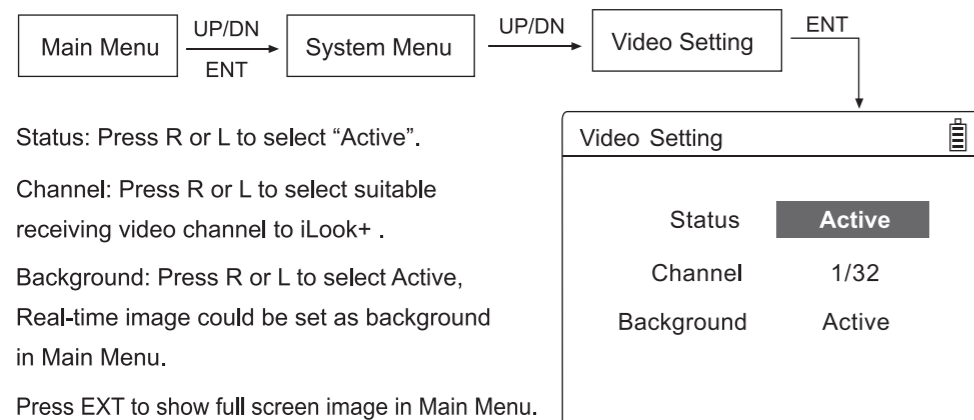 Main Menu
UP/DN
ENT
System Menu
UP/DN
Video Setting
ENT
Status: Press R or L to select “Active”.
Channel: Press R or L to select suitable
receiving video channel to iLook+ .
Background: Press R or L to select Active,
Real-time image could be set as background
in Main Menu.
Press EXT to show full screen image in Main Menu.
Video Setting
Status Active
Channel 1/32
Background Active